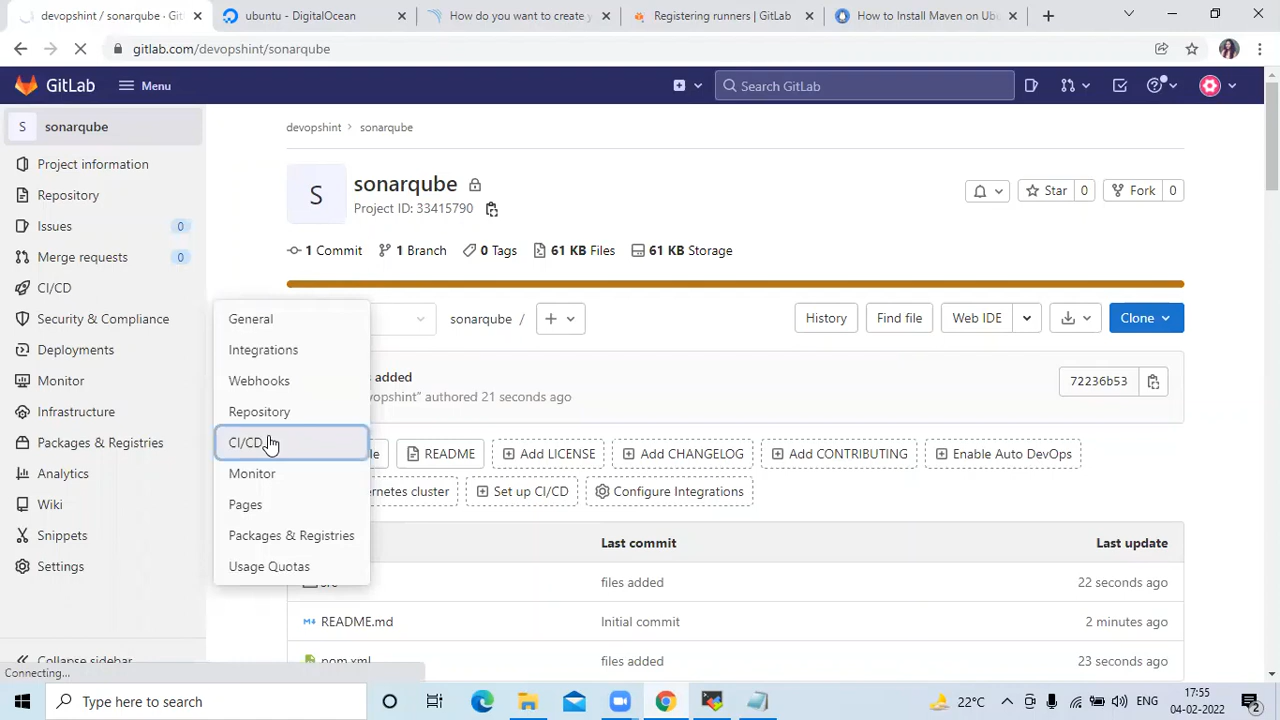 devopshint / sonarqube · GitL
ubuntu - DigitalOcean
How do you want to create y
Registering runners | GitLab
How to Install Maven on Ub
gitlab.com/devopshint/sonarqube
GitLab
Menu
Search GitLab
S sonarqube
Project information
Repository
Issues 0
Merge requests 0
CI/CD
Security & Compliance
Deployments
Monitor
Infrastructure
Packages & Registries
Analytics
Wiki
Snippets
Settings
Collapse sidebar
Connecting...
General
Integrations
Webhooks
Repository
CI/CD
Monitor
Pages
Packages & Registries
Usage Quotas
devopshint › sonarqube
S
sonarqube
Project ID: 33415790
Star 0
Fork 0
1 Commit 1 Branch 0 Tags 61 KB Files 61 KB Storage
sonarqube /
History
Find file
Web IDE
Clone
added
vopshint" authored 21 seconds ago
72236b53
le
README
Add LICENSE
Add CHANGELOG
Add CONTRIBUTING
Enable Auto DevOps
ernetes cluster
Set up CI/CD
Configure Integrations
Last commit Last update
src files added 22 seconds ago
README.md Initial commit 2 minutes ago
pom.xml files added 23 seconds ago
Type here to search
22°C
ENG
17:55
08-02-2022
2